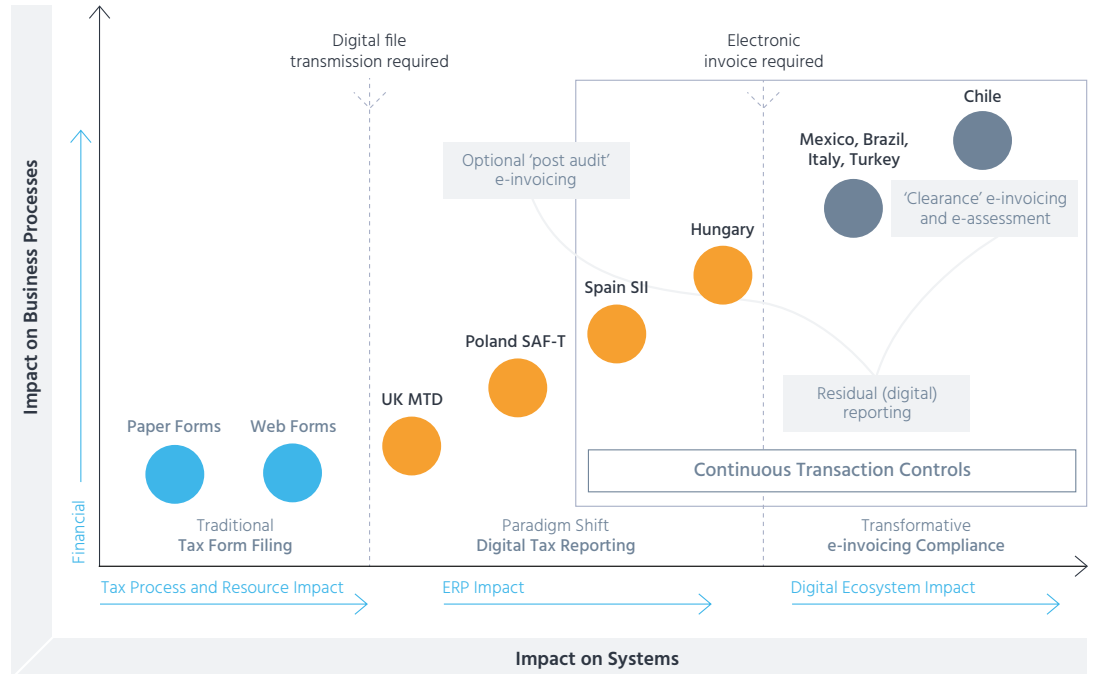 Digital file
transmission required
Electronic
invoice required
Chile
Mexico, Brazil,
Italy, Turkey
Optional ‘post audit’
e-invoicing
‘Clearance’ e-invoicing
and e-assessment
Hungary
Spain SII
Poland SAF-T
UK MTD
Residual (digital)
reporting
Paper Forms
Web Forms
Continuous Transaction Controls
Traditional
Tax Form Filing
Paradigm Shift
Digital Tax Reporting
Transformative
e-invoicing Compliance
Impact on Business Processes
Financial
Tax Process and Resource Impact
ERP Impact
Digital Ecosystem Impact
Impact on Systems